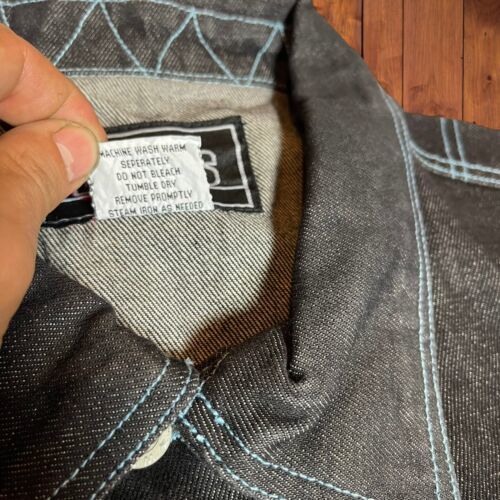 MACHINE WASH WARM
SEPERATELY
DO NOT BLEACH
TUMBLE DRY
REMOVE PROMPTLY
STEAM IRON AS NEEDED
S